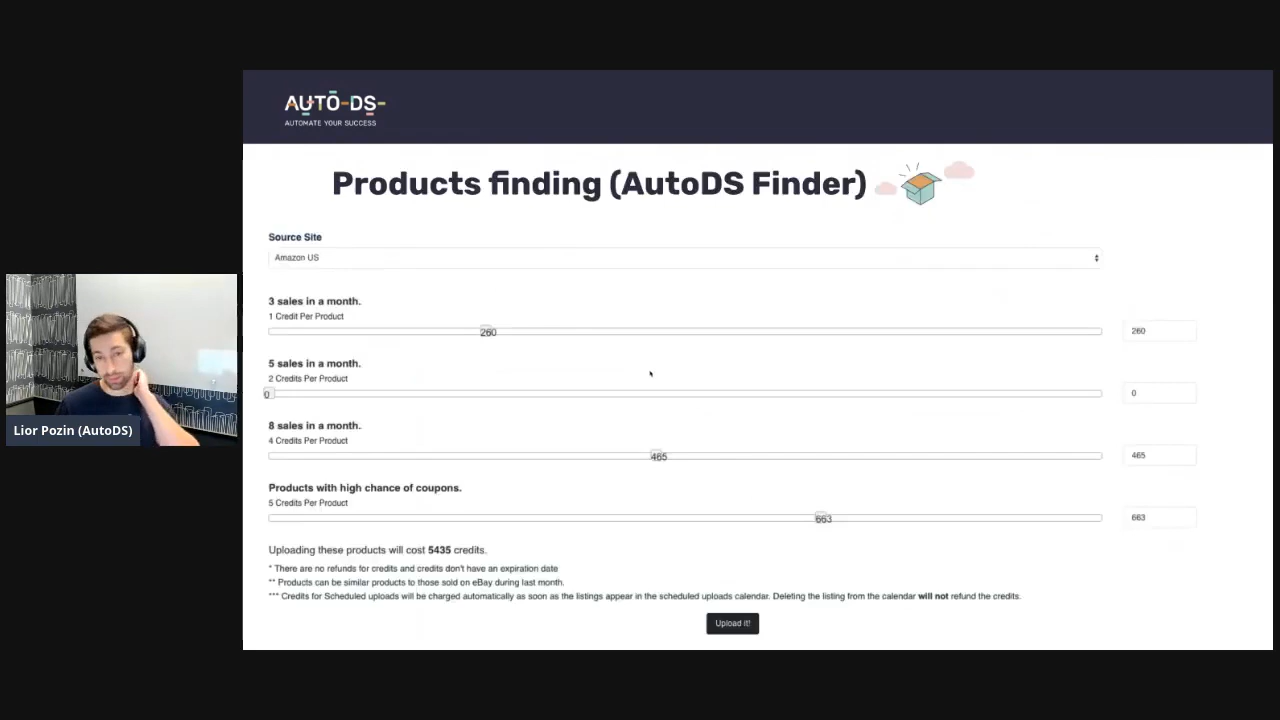 AUTO-DS-
AUTOMATE YOUR SUCCESS
Products finding (AutoDS Finder)
Source Site
Amazon US
3 sales in a month.
1 Credit Per Product
260
260
5 sales in a month.
2 Credits Per Product
0
0
8 sales in a month.
4 Credits Per Product
465
465
Products with high chance of coupons.
5 Credits Per Product
663
663
Uploading these products will cost 5435 credits.
* There are no refunds for credits and credits don't have an expiration date
** Products can be similar products to those sold on eBay during last month.
*** Credits for Scheduled uploads will be charged automatically as soon as the listings appear in the scheduled uploads calendar. Deleting the listing from the calendar will not refund the credits.
Upload it!
Lior Pozin (AutoDS)